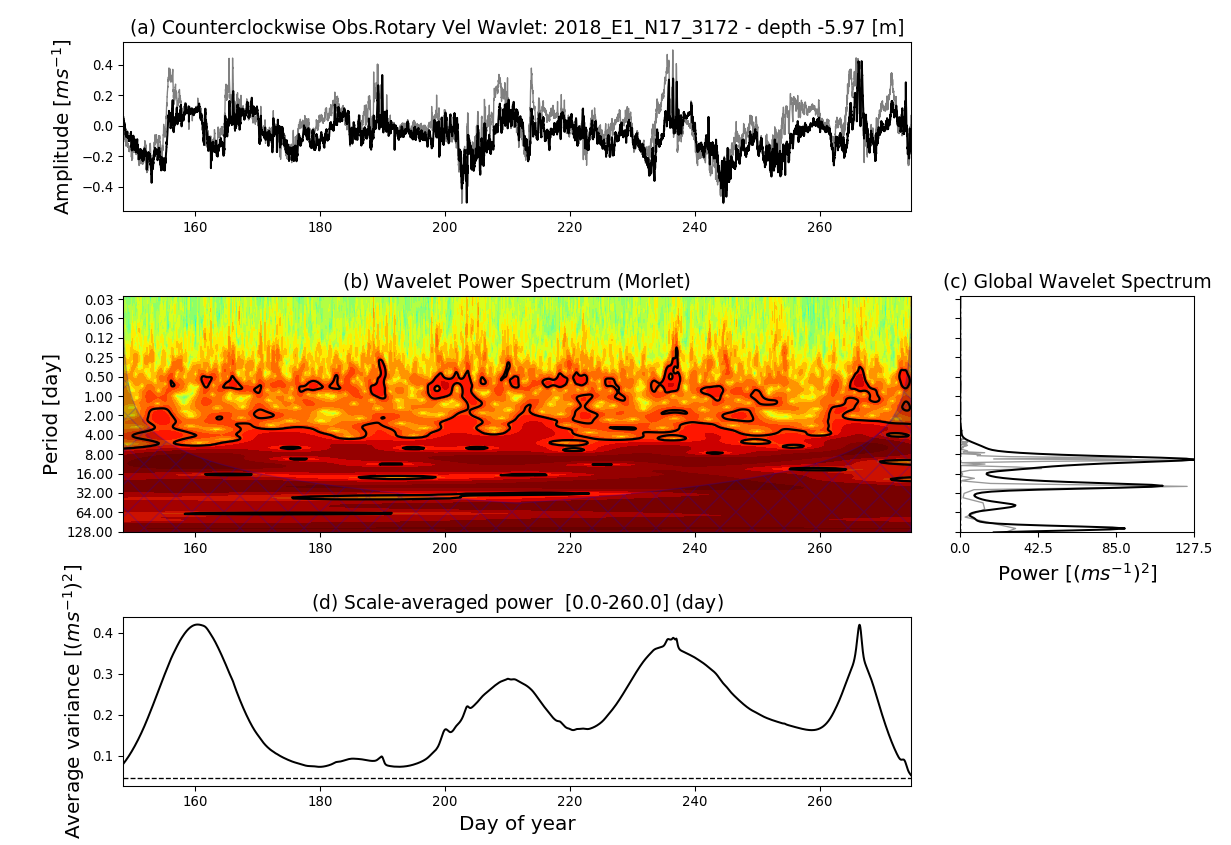 (a) Counterclockwise Obs.Rotary Vel Wavlet: 2018_E1_N17_3172 - depth -5.97 [m]
Amplitude [ms⁻¹]
0.4
0.2
0.0
−0.2
−0.4
160 180 200 220 240 260
(b) Wavelet Power Spectrum (Morlet)
Period [day]
0.03
0.06
0.12
0.25
0.50
1.00
2.00
4.00
8.00
16.00
32.00
64.00
128.00
160 180 200 220 240 260
(c) Global Wavelet Spectrum
0.0 42.5 85.0 127.5
Power [(ms⁻¹)²]
(d) Scale-averaged power [0.0-260.0] (day)
Average variance [(ms⁻¹)²]
0.4
0.3
0.2
0.1
160 180 200 220 240 260
Day of year